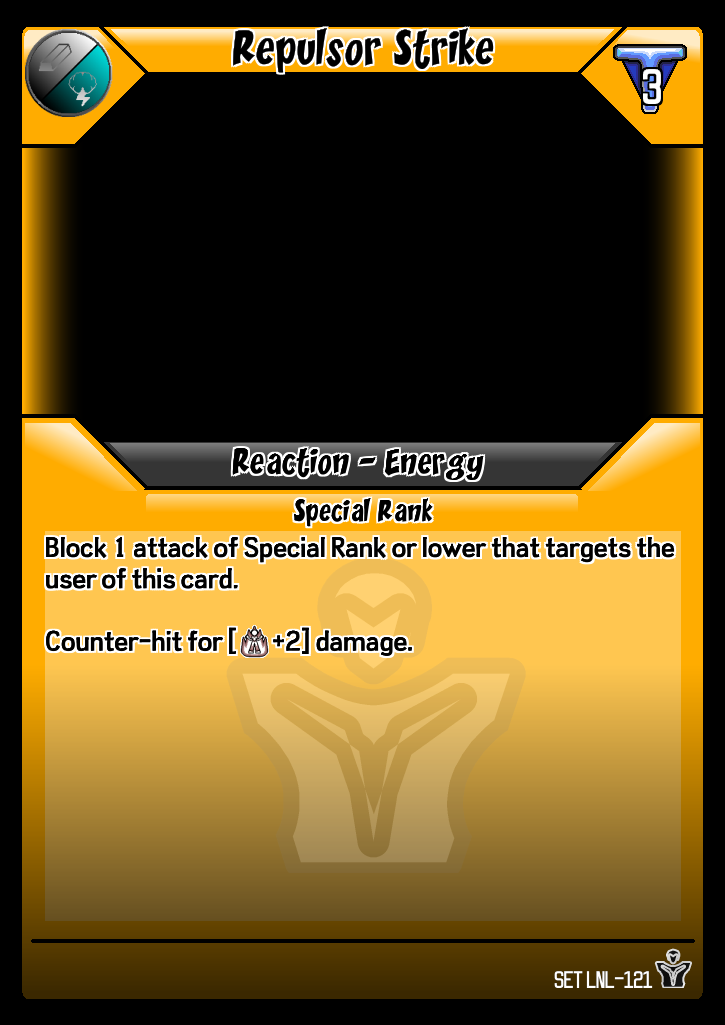 Repulsor Strike
3
Reaction - Energy
Special Rank
Block 1 attack of Special Rank or lower that targets the
user of this card.
Counter-hit for [ +2] damage.
SET LNL-121